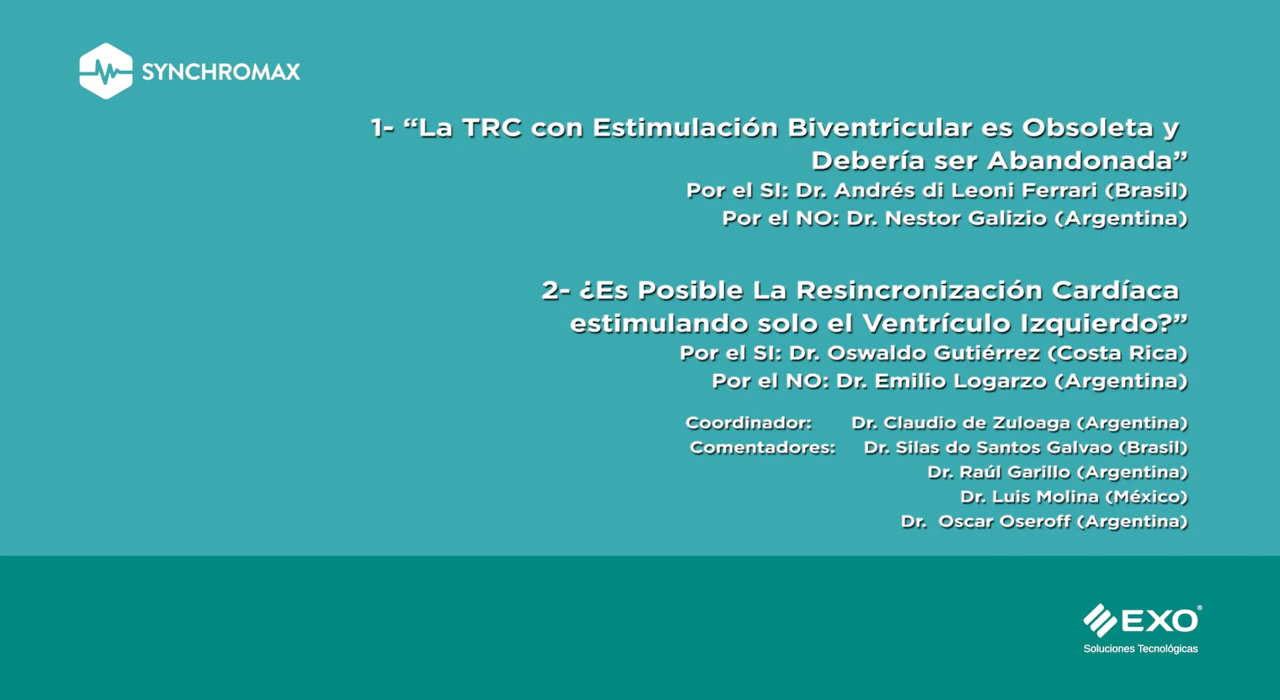 SYNCHROMAX
1- “La TRC con Estimulación Biventricular es Obsoleta y
Debería ser Abandonada”
Por el SI: Dr. Andrés di Leoni Ferrari (Brasil)
Por el NO: Dr. Nestor Galizio (Argentina)
2- ¿Es Posible La Resincronización Cardíaca
estimulando solo el Ventrículo Izquierdo?”
Por el SI: Dr. Oswaldo Gutiérrez (Costa Rica)
Por el NO: Dr. Emilio Logarzo (Argentina)
Coordinador: Dr. Claudio de Zuloaga (Argentina)
Comentadores: Dr. Silas do Santos Galvao (Brasil)
Dr. Raúl Garillo (Argentina)
Dr. Luis Molina (México)
Dr. Oscar Oseroff (Argentina)
EXO®
Soluciones Tecnológicas